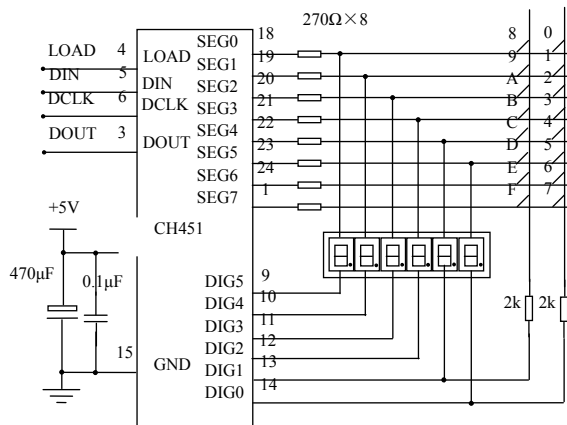 270Ω×8
18
SEG0
19
SEG1
20
SEG2
21
SEG3
22
SEG4
23
SEG5
24
SEG6
1
SEG7
LOAD 4 LOAD
DIN 5 DIN
DCLK 6 DCLK
DOUT 3 DOUT
8 0
9 1
A 2
B 3
C 4
D 5
E 6
F 7
+5V
CH451
470μF
0.1μF
15 GND
9
DIG5
10
DIG4
11
DIG3
12
DIG2
13
DIG1
14
DIG0
2k 2k